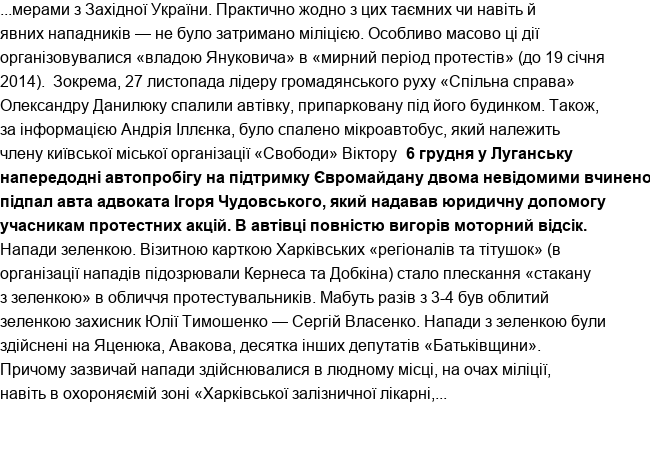 ...мерами з Західної України. Практично жодно з цих таємних чи навіть й
явних нападників — не було затримано міліцією. Особливо масово ці дії
організовувалися «владою Януковича» в «мирний період протестів» (до 19 січня
2014).  Зокрема, 27 листопада лідеру громадянського руху «Спільна справа»
Олександру Данилюку спалили автівку, припарковану під його будинком. Також,
за інформацією Андрія Іллєнка, було спалено мікроавтобус, який належить
члену київської міської організації «Свободи» Віктору  6 грудня у Луганську
напередодні автопробігу на підтримку Євромайдану двома невідомими вчинено
підпал авта адвоката Ігоря Чудовського, який надавав юридичну допомогу
учасникам протестних акцій. В автівці повністю вигорів моторний відсік.
Напади зеленкою. Візитною карткою Харківських «регіоналів та тітушок» (в
організації нападів підозрювали Кернеса та Добкіна) стало плескання «стакану
з зеленкою» в обличчя протестувальників. Мабуть разів з 3-4 був облитий
зеленкою захисник Юлії Тимошенко — Сергій Власенко. Напади з зеленкою були
здійснені на Яценюка, Авакова, десятка інших депутатів «Батьківщини».
Причому зазвичай напади здійснювалися в людному місці, на очах міліції,
навіть в охороняємій зоні «Харківської залізничної лікарні,...